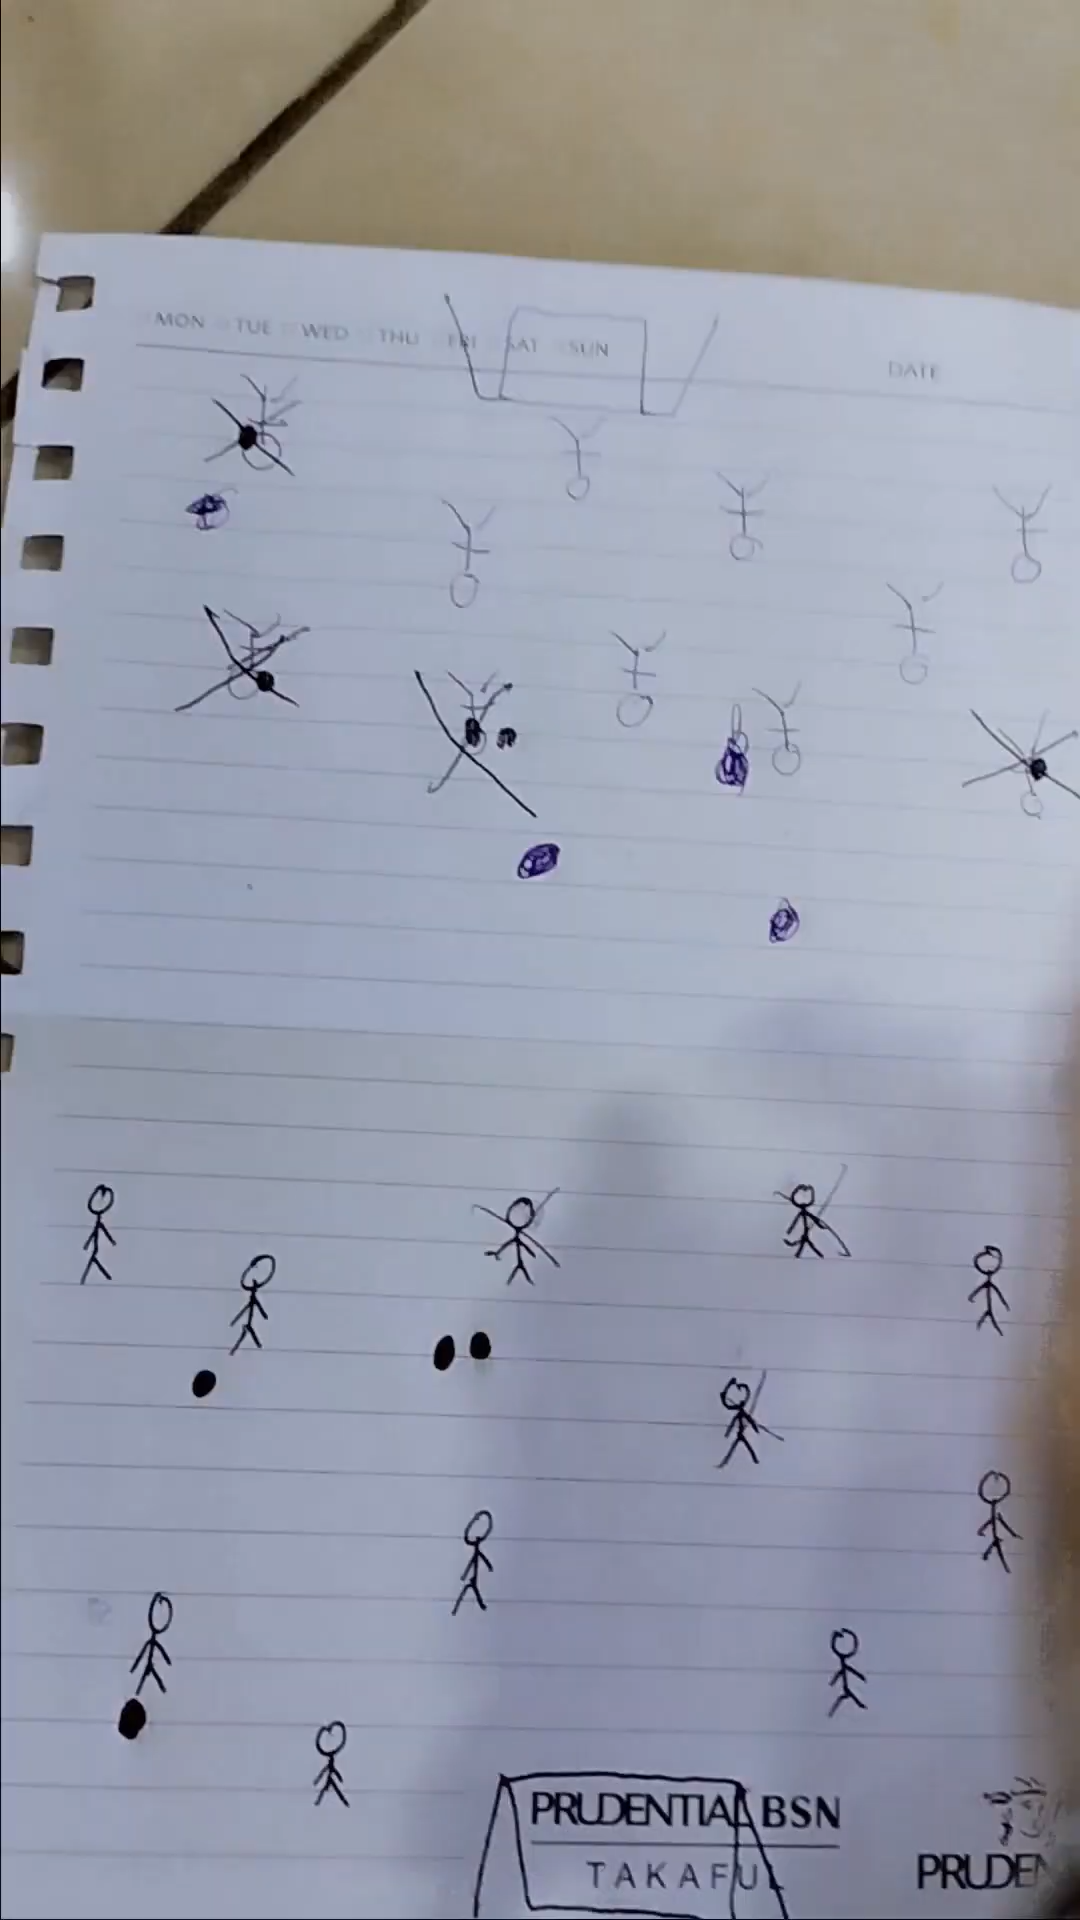 MON TUE WED THU FRI SAT SUN
DATE
PRUDENTIAL BSN
TAKAFUL
PRUDEN